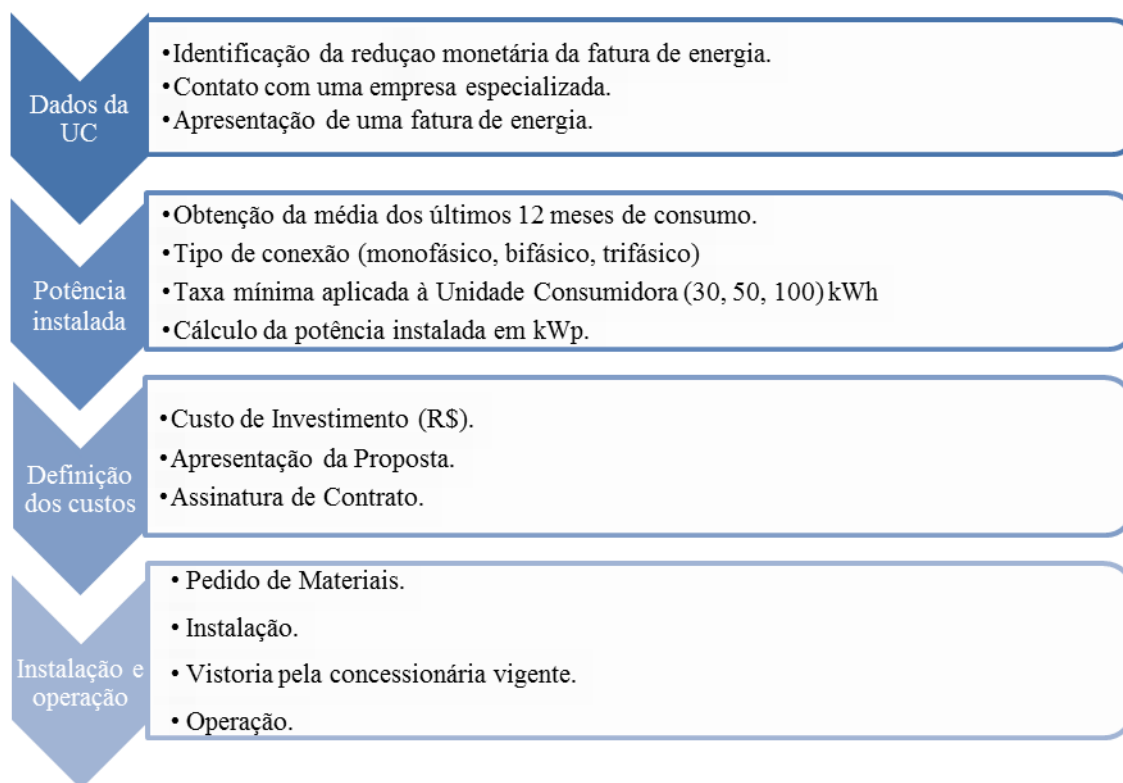 Dados da
UC
•Identificação da reduçao monetária da fatura de energia.
•Contato com uma empresa especializada.
•Apresentação de uma fatura de energia.
Potência
instalada
•Obtenção da média dos últimos 12 meses de consumo.
•Tipo de conexão (monofásico, bifásico, trifásico)
•Taxa mínima aplicada à Unidade Consumidora (30, 50, 100) kWh
•Cálculo da potência instalada em kWp.
Definição
dos custos
•Custo de Investimento (R$).
•Apresentação da Proposta.
•Assinatura de Contrato.
Instalação e
operação
• Pedido de Materiais.
• Instalação.
• Vistoria pela concessionária vigente.
• Operação.